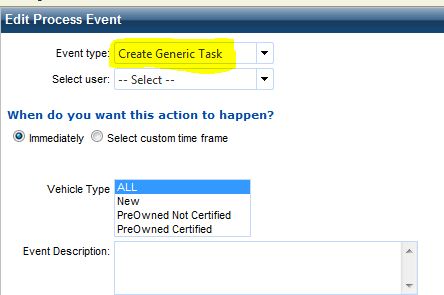 Edit Process Event
Event type: Create Generic Task
Select user: -- Select --
When do you want this action to happen?
Immediately Select custom time frame
Vehicle Type ALL
New
PreOwned Not Certified
PreOwned Certified
Event Description: